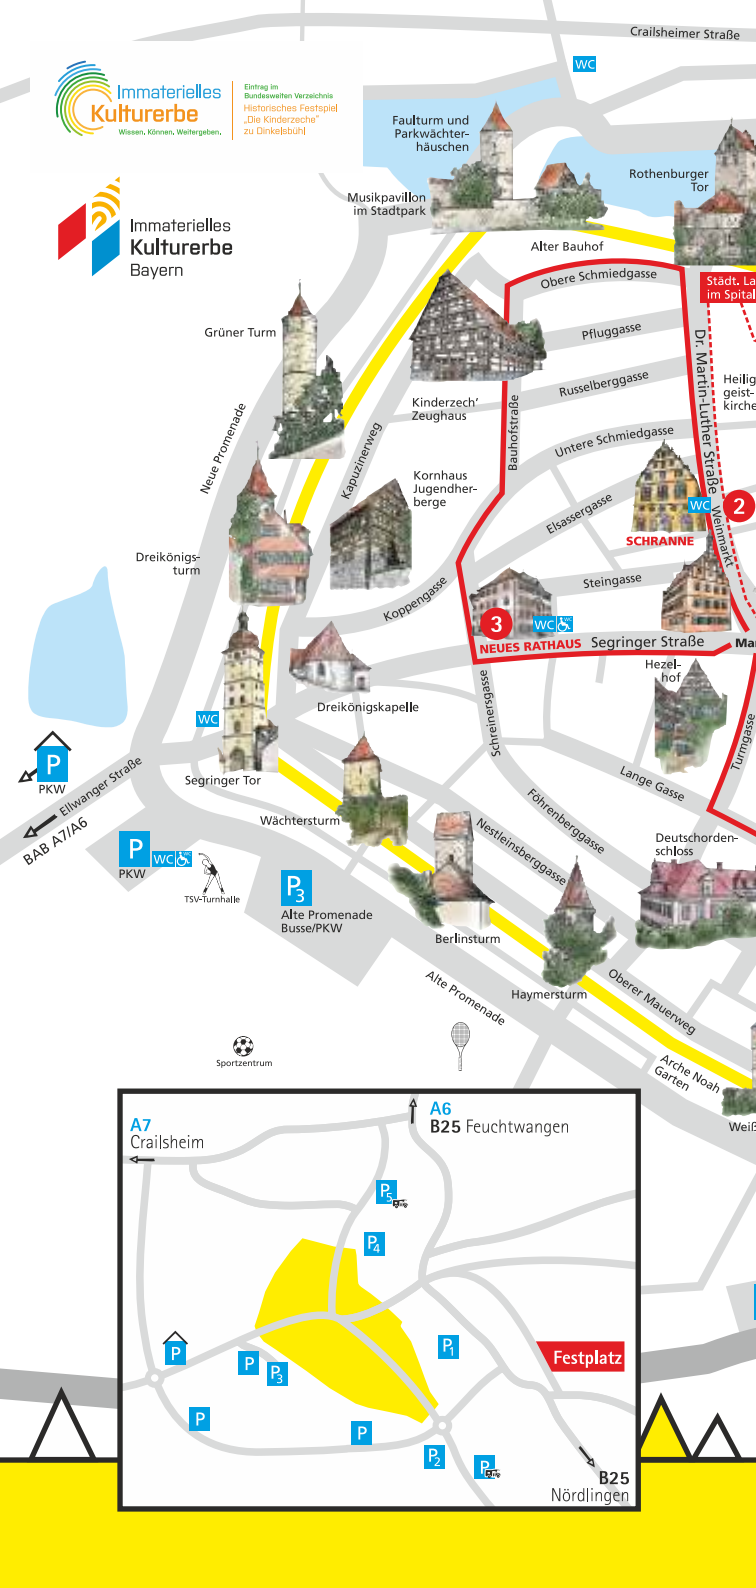 Crailsheimer Straße
WC
Immaterielles
Kulturerbe
Wissen. Können. Weitergeben.
Eintrag im
Bundesweiten Verzeichnis
Historisches Festspiel
„Die Kinderzeche“
zu Dinkelsbühl
Faulturm und
Parkwächter-
häuschen
Rothenburger
Tor
Musikpavillon
im Stadtpark
Immaterielles
Kulturerbe
Bayern
Alter Bauhof
Obere Schmiedgasse
Städt. La
im Spital
Grüner Turm
Pfluggasse
Dr. Martin-Luther Straße
Heilig
geist-
kirche
Russelberggasse
Kinderzech’
Zeughaus
Bauhofstraße
Neue Promenade
Kapuzinerweg
Untere Schmiedgasse
Kornhaus
Jugendher-
berge
WC
2
Weinmarkt
Elsassergasse
SCHRANNE
Dreikönigs-
turm
Koppengasse
Steingasse
3
WC
WC
NEUES RATHAUS
Segringer Straße
Mar
Hezel-
hof
Schreinersgasse
Dreikönigskapelle
WC
Turmgasse
P
PKW
Segringer Tor
Ellwanger Straße
BAB A7/A6
Lange Gasse
Föhrenberggasse
Nestleinsberggasse
Wächtersturm
Deutschorden-
schloss
P
PKW
WC
WC
TSV-Turnhalle
P3
Alte Promenade
Busse/PKW
Berlinsturm
Haymersturm
Oberer Mauerweg
Alte Promenade
Sportzentrum
Arche Noah
Garten
Weiß
A7
Crailsheim
A6
B25 Feuchtwangen
P5
P4
P
P
P3
P1
Festplatz
P
P
P2
P
B25
Nördlingen